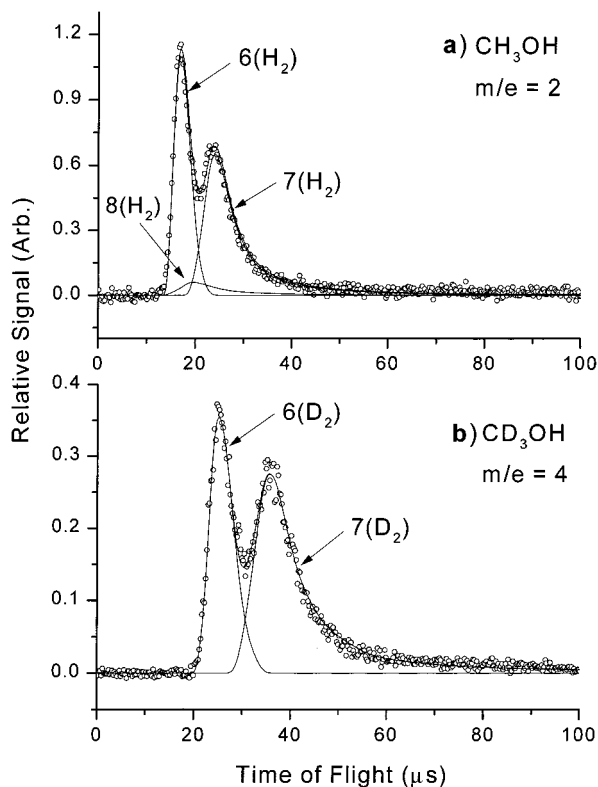 a) CH₃OH
m/e = 2
6(H₂)
7(H₂)
8(H₂)
1.2
0.9
0.6
0.3
0.0
0 20 40 60 80 100
Relative Signal (Arb.)
b) CD₃OH
m/e = 4
6(D₂)
7(D₂)
0.4
0.3
0.2
0.1
0.0
0 20 40 60 80 100
Time of Flight (μs)